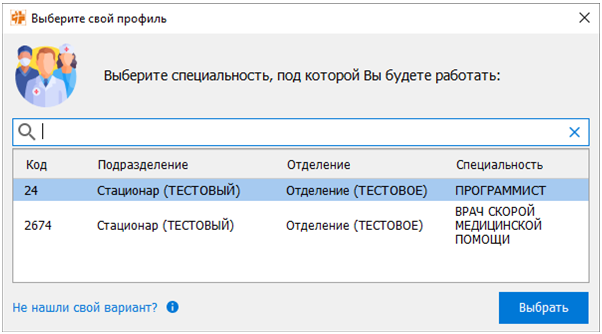 Выберите свой профиль
Выберите специальность, под которой Вы будете работать:
Код Подразделение Отделение Специальность
24 Стационар (ТЕСТОВЫЙ) Отделение (ТЕСТОВОЕ) ПРОГРАММИСТ
2674 Стационар (ТЕСТОВЫЙ) Отделение (ТЕСТОВОЕ) ВРАЧ СКОРОЙ
МЕДИЦИНСКОЙ
ПОМОЩИ
Не нашли свой вариант?
Выбрать